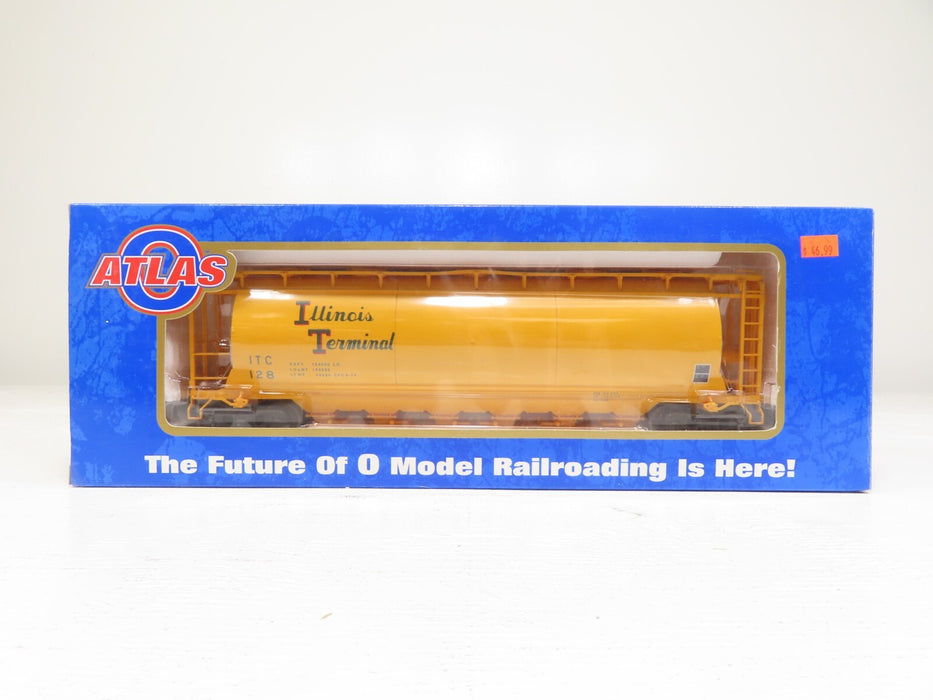 ATLAS
O
$ 46.99
Illinois
Terminal
ITC
128
The Future Of O Model Railroading Is Here!